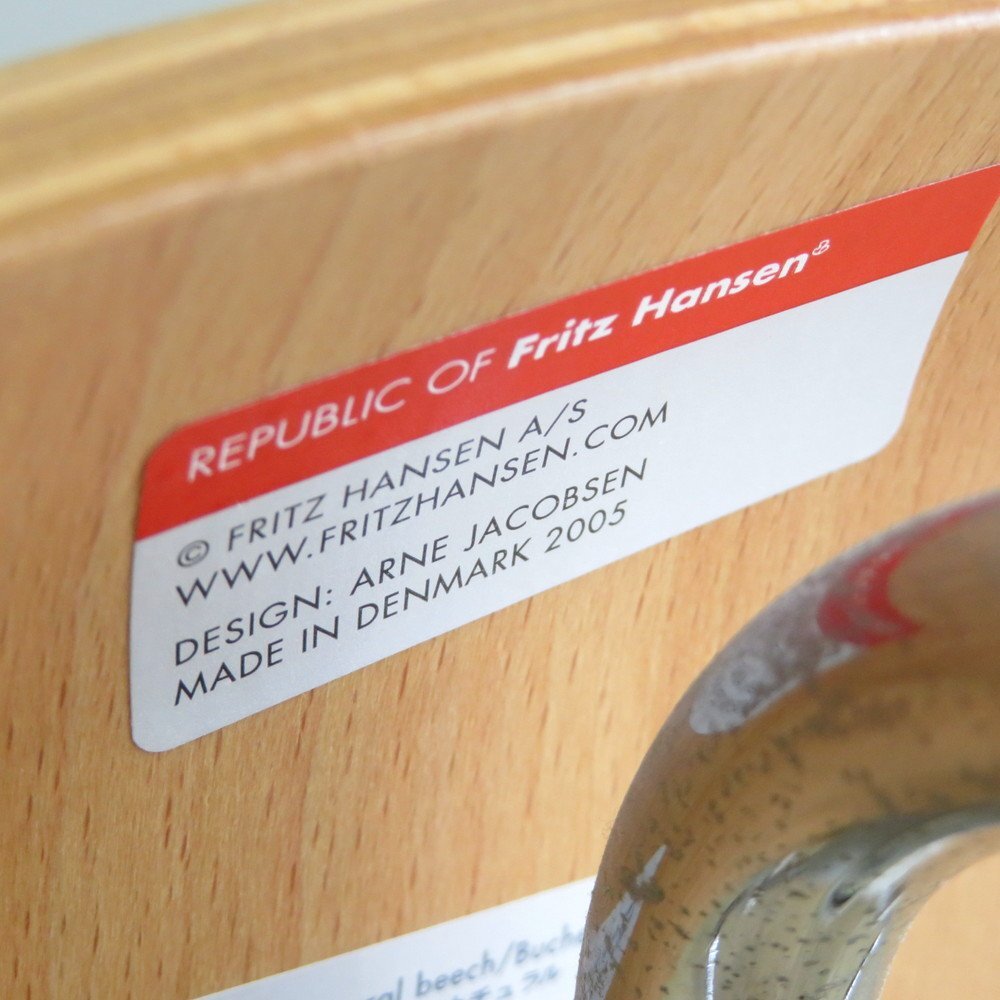 REPUBLIC OF Fritz Hansen
© FRITZ HANSEN A/S
WWW.FRITZHANSEN.COM
DESIGN: ARNE JACOBSEN
MADE IN DENMARK 2005
beech/Buche